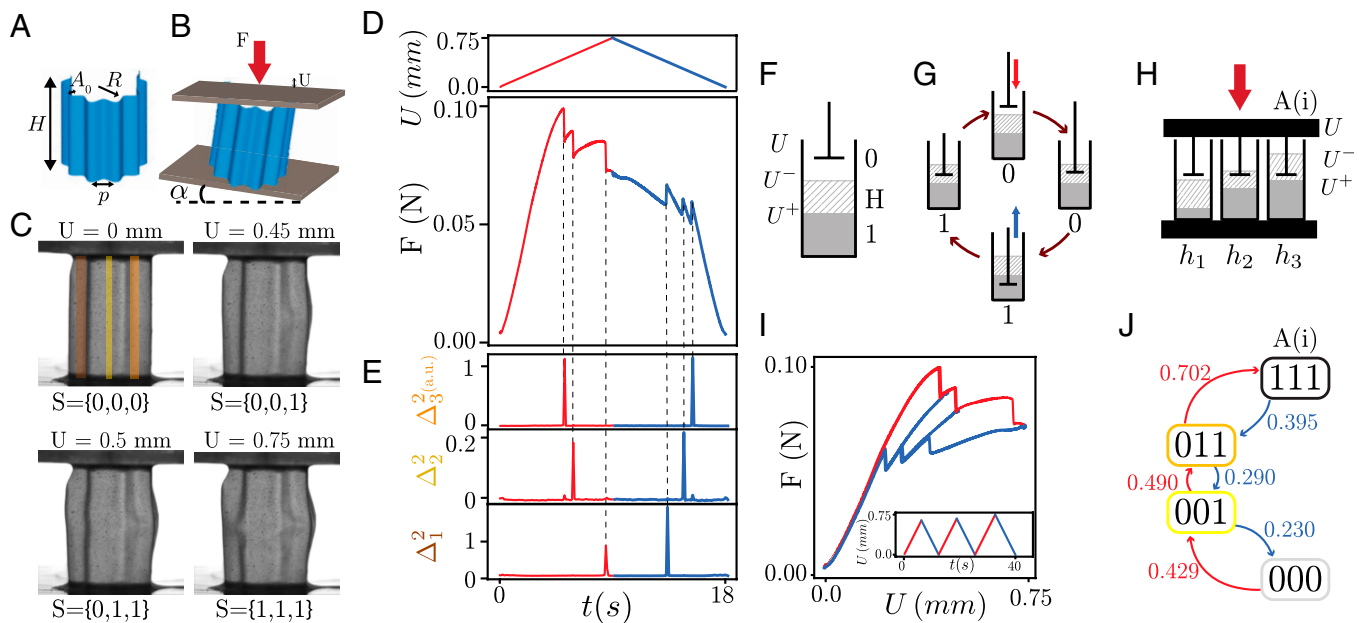 A
A₀
R
H
p
B
F
U
α
C
U = 0 mm
U = 0.45 mm
S={0,0,0}
S={0,0,1}
U = 0.5 mm
U = 0.75 mm
S={0,1,1}
S={1,1,1}
D
U (mm)
0.75
0.0
F (N)
0.10
0.05
0.00
E
Δ²₃(a.u.)
1
0
Δ²₂
0.2
0
Δ²₁
1
0
0
t(s)
18
F
U
U⁻
U⁺
0
H
1
G
0
1
0
1
H
A(i)
U
U⁻
U⁺
h₁
h₂
h₃
I
F (N)
0.10
0.00
U (mm)
0.75
0.0
0
t(s)
40
0.0
U (mm)
0.75
J
A(i)
111
0.702
0.395
011
0.490
0.290
001
0.429
0.230
000